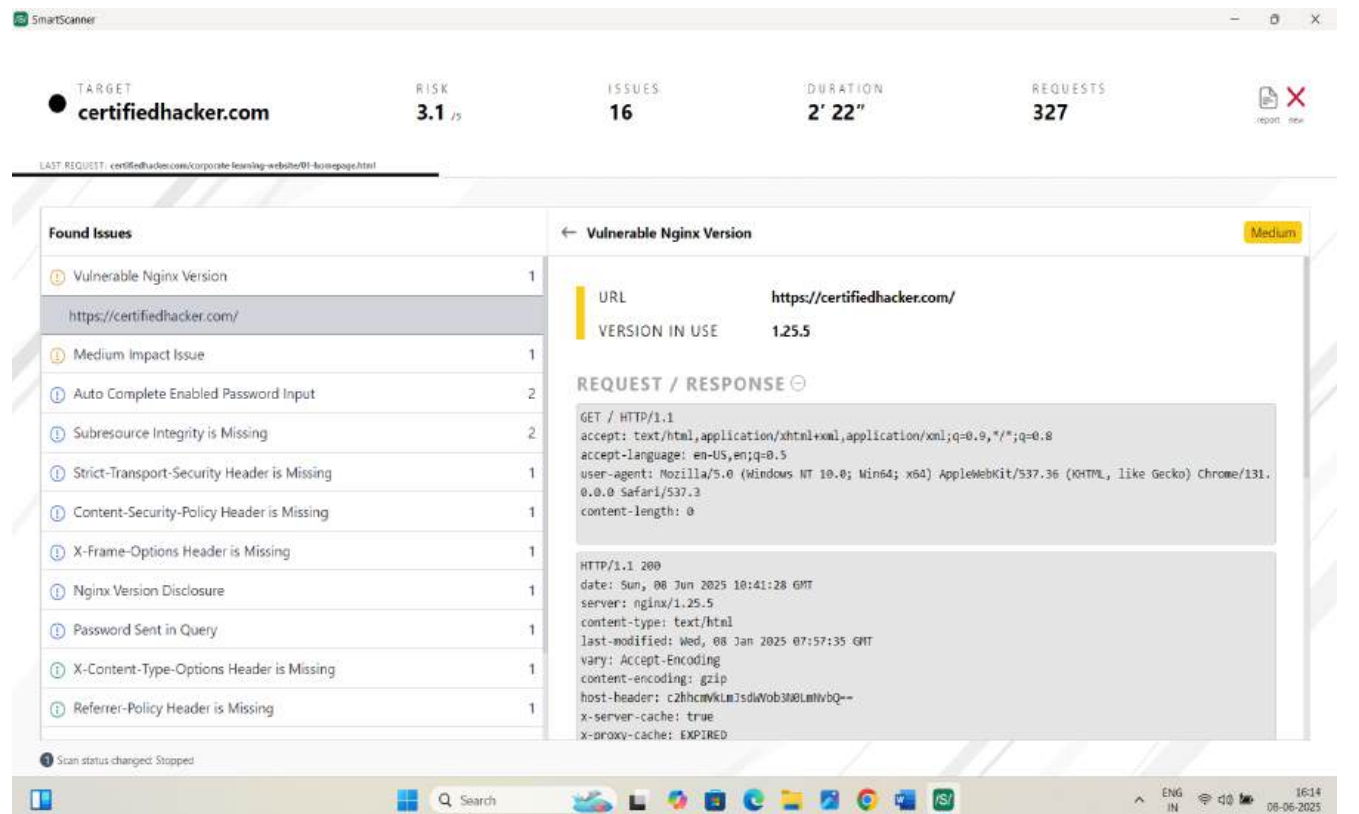 SmartScanner
TARGET
certifiedhacker.com
RISK
3.1 /5
ISSUES
16
DURATION
2' 22"
REQUESTS
327
report new
LAST REQUEST: certifiedhacker.com/corporate-learning-website/01-homepage.html
Found Issues
Vulnerable Nginx Version 1
https://certifiedhacker.com/
Medium Impact Issue 1
Auto Complete Enabled Password Input 2
Subresource Integrity is Missing 2
Strict-Transport-Security Header is Missing 1
Content-Security-Policy Header is Missing 1
X-Frame-Options Header is Missing 1
Nginx Version Disclosure 1
Password Sent in Query 1
X-Content-Type-Options Header is Missing 1
Referrer-Policy Header is Missing 1
← Vulnerable Nginx Version
Medium
URL https://certifiedhacker.com/
VERSION IN USE 1.25.5
REQUEST / RESPONSE
GET / HTTP/1.1
accept: text/html,application/xhtml+xml,application/xml;q=0.9,*/*;q=0.8
accept-language: en-US,en;q=0.5
user-agent: Mozilla/5.0 (Windows NT 10.0; Win64; x64) AppleWebKit/537.36 (KHTML, like Gecko) Chrome/131.
0.0.0 Safari/537.3
content-length: 0
HTTP/1.1 200
date: Sun, 08 Jun 2025 10:41:28 GMT
server: nginx/1.25.5
content-type: text/html
last-modified: Wed, 08 Jan 2025 07:57:35 GMT
vary: Accept-Encoding
content-encoding: gzip
host-header:
x-server-cache: true
x-proxy-cache: EXPIRED
1 Scan status changed: Stopped
Search
/S/
ENG
IN
16:14
08-06-2025